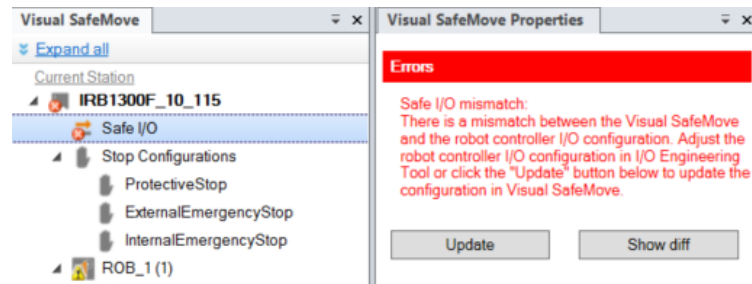 Visual SafeMove
Expand all
Current Station
IRB1300F_10_115
Safe I/O
Stop Configurations
ProtectiveStop
ExternalEmergencyStop
InternalEmergencyStop
ROB_1 (1)
Visual SafeMove Properties
Errors
Safe I/O mismatch:
There is a mismatch between the Visual SafeMove
and the robot controller I/O configuration. Adjust the
robot controller I/O configuration in I/O Engineering
Tool or click the "Update" button below to update the
configuration in Visual SafeMove.
Update
Show diff